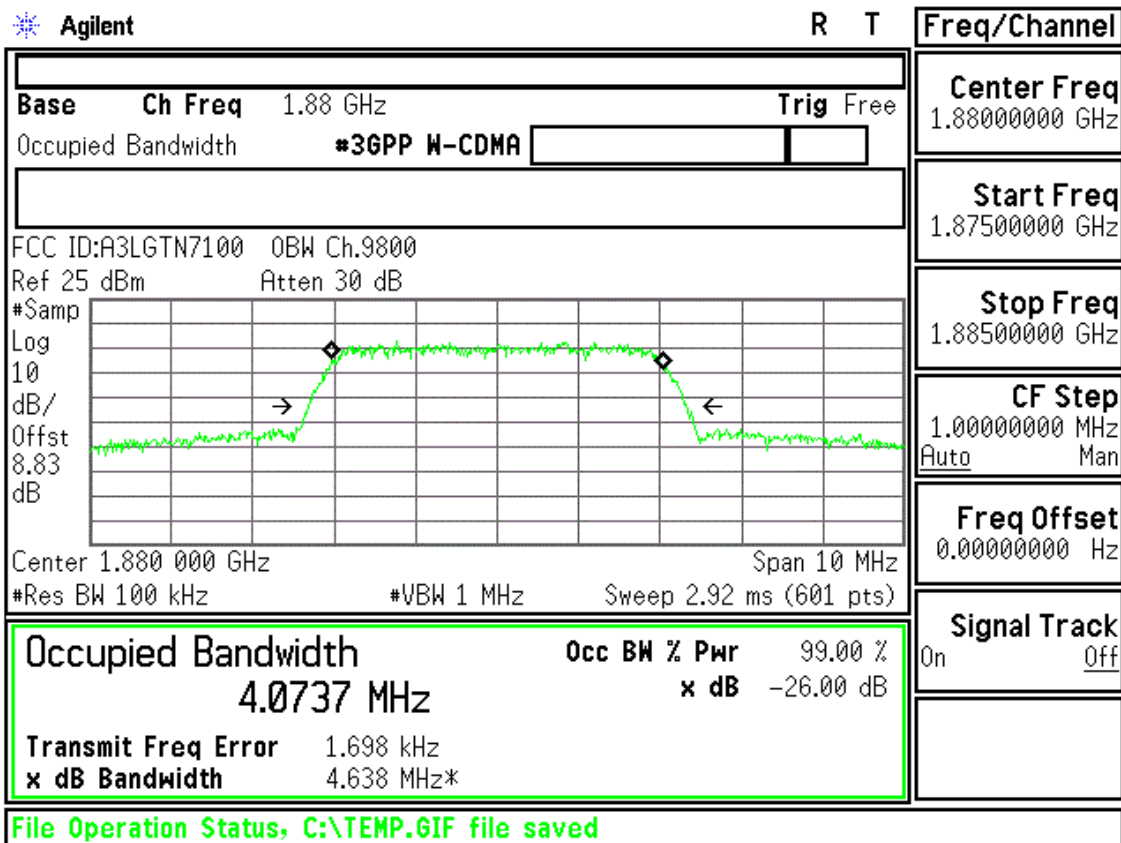 Agilent R T
Base Ch Freq 1.88 GHz Trig Free
Occupied Bandwidth #3GPP W-CDMA
FCC ID:A3LGTN7100 OBW Ch.9800
Ref 25 dBm Atten 30 dB
#Samp
Log
10
dB/
Offst
8.83
dB
Center 1.880 000 GHz Span 10 MHz
#Res BW 100 kHz #VBW 1 MHz Sweep 2.92 ms (601 pts)
Occupied Bandwidth Occ BW % Pwr 99.00 %
4.0737 MHz x dB -26.00 dB
Transmit Freq Error 1.698 kHz
x dB Bandwidth 4.638 MHz*
File Operation Status, C:\TEMP.GIF file saved
Freq/Channel
Center Freq
1.88000000 GHz
Start Freq
1.87500000 GHz
Stop Freq
1.88500000 GHz
CF Step
1.00000000 MHz
Auto Man
Freq Offset
0.00000000 Hz
Signal Track
On Off